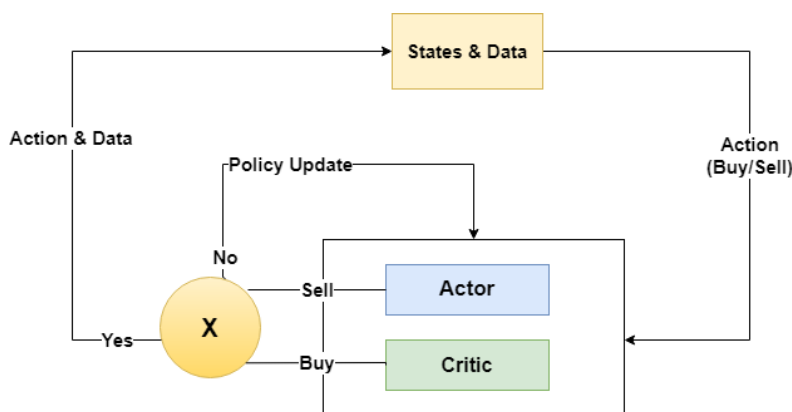 States & Data
Action & Data
Action
(Buy/Sell)
Policy Update
No
Sell
Actor
X
Yes
Buy
Critic